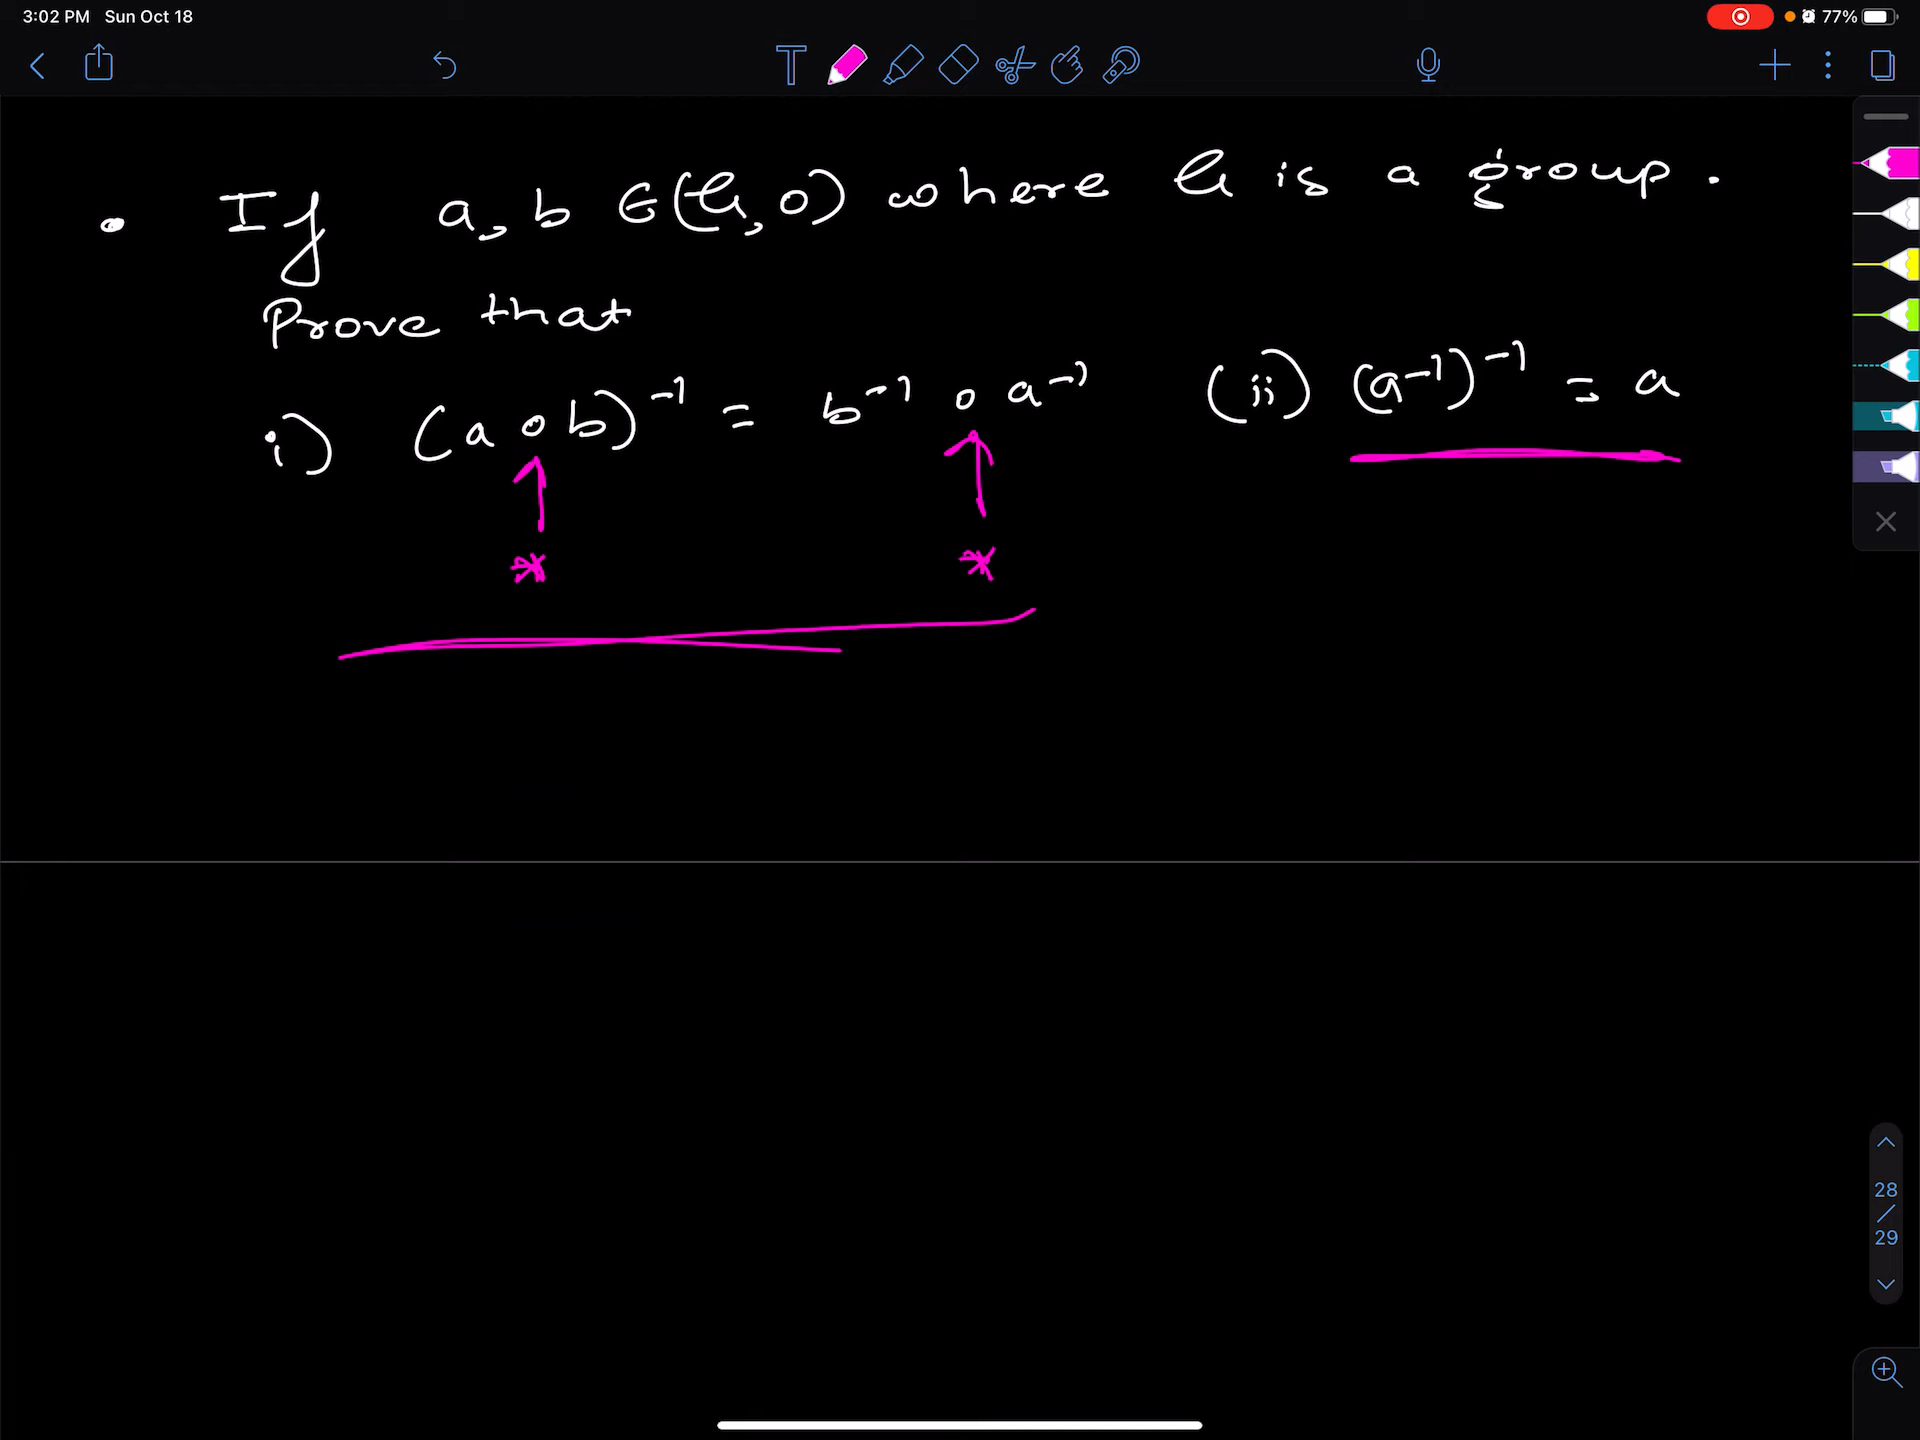 3:02 PM Sun Oct 18
77%
T
• If a, b ∈ (G, o) where G is a group.
Prove that
i) (a o b)⁻¹ = b⁻¹ o a⁻¹ (ii) (a⁻¹)⁻¹ = a
* *
28
/
29